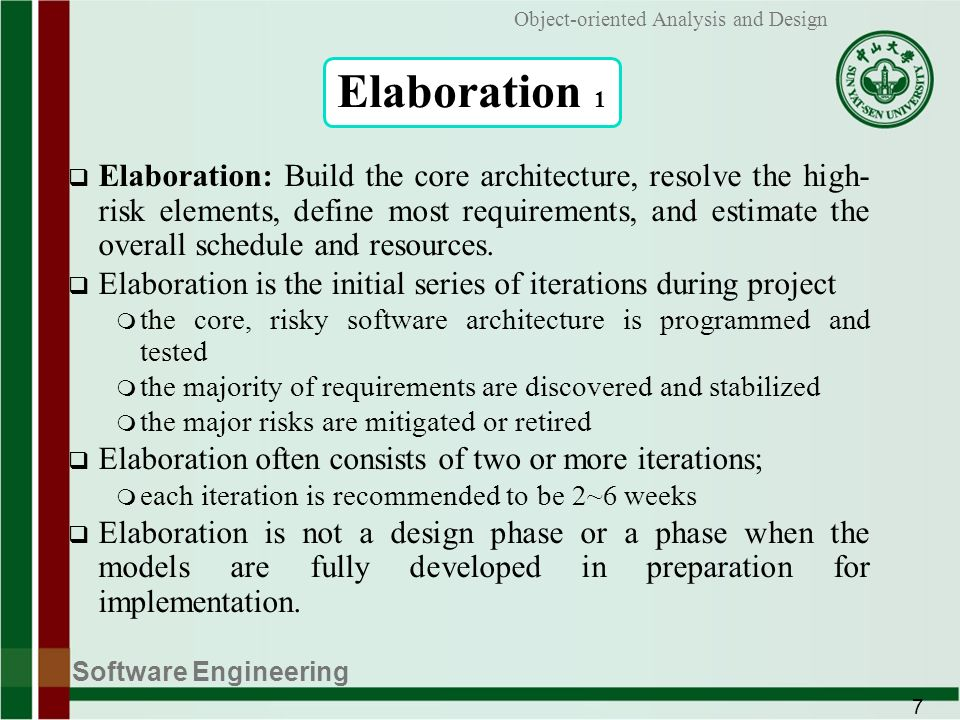 Object-oriented Analysis and Design
中山大學
SUN YAT-SEN UNIVERSITY
Elaboration 1
❑ Elaboration: Build the core architecture, resolve the high-
risk elements, define most requirements, and estimate the
overall schedule and resources.
❑ Elaboration is the initial series of iterations during project
❍ the core, risky software architecture is programmed and
tested
❍ the majority of requirements are discovered and stabilized
❍ the major risks are mitigated or retired
❑ Elaboration often consists of two or more iterations;
❍ each iteration is recommended to be 2~6 weeks
❑ Elaboration is not a design phase or a phase when the
models are fully developed in preparation for
implementation.
Software Engineering
7